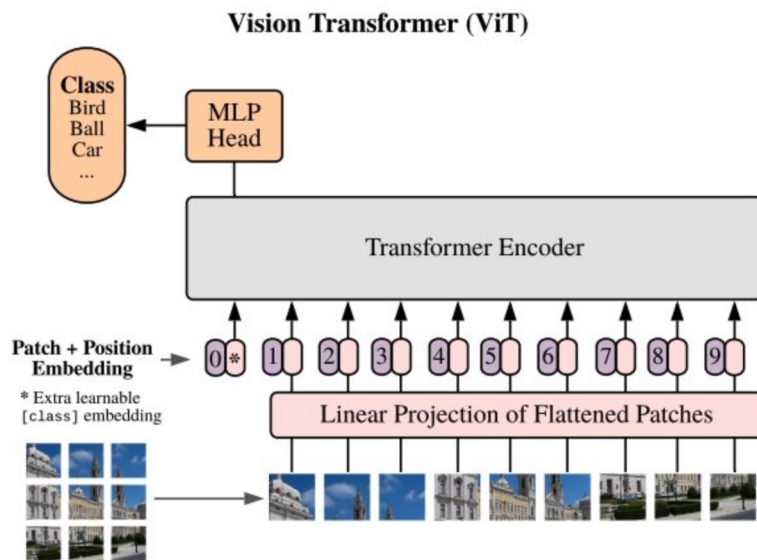 Vision Transformer (ViT)
Class
Bird
Ball
Car
...
MLP
Head
Transformer Encoder
Patch + Position
Embedding
0 * 1 2 3 4 5 6 7 8 9
* Extra learnable
[class] embedding
Linear Projection of Flattened Patches